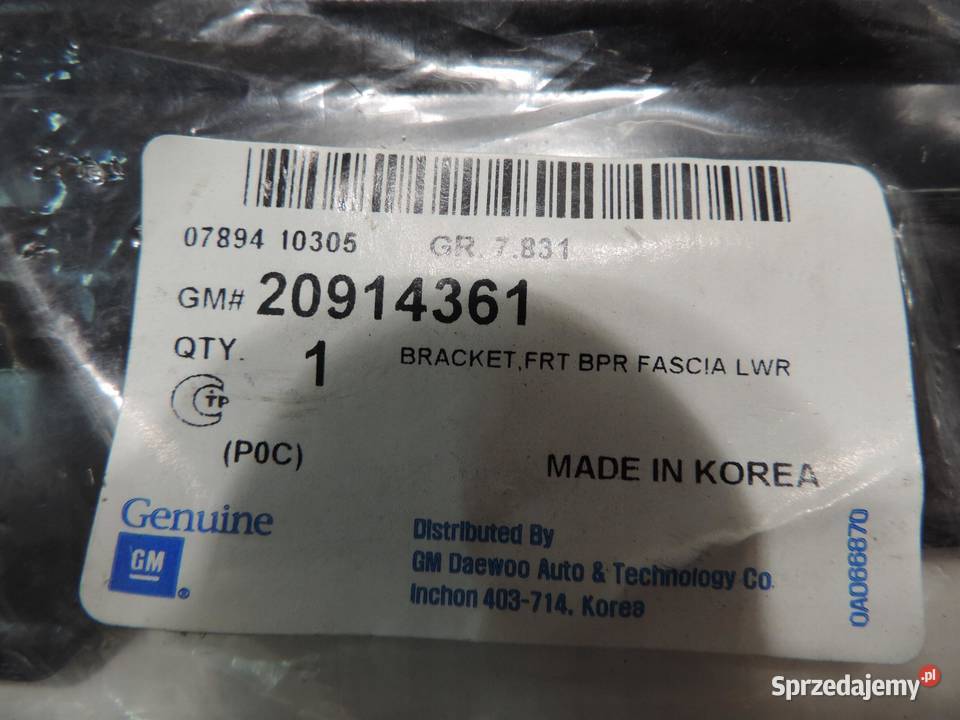 07894 10305 GR. 7.831
GM# 20914361
QTY. 1 BRACKET,FRT BPR FASCIA LWR
TP
(P0C)
MADE IN KOREA
Genuine
GM ®
Distributed By
GM Daewoo Auto & Technology Co.
Inchon 403-714. Korea
0A066870
Sprzedajemy.pl